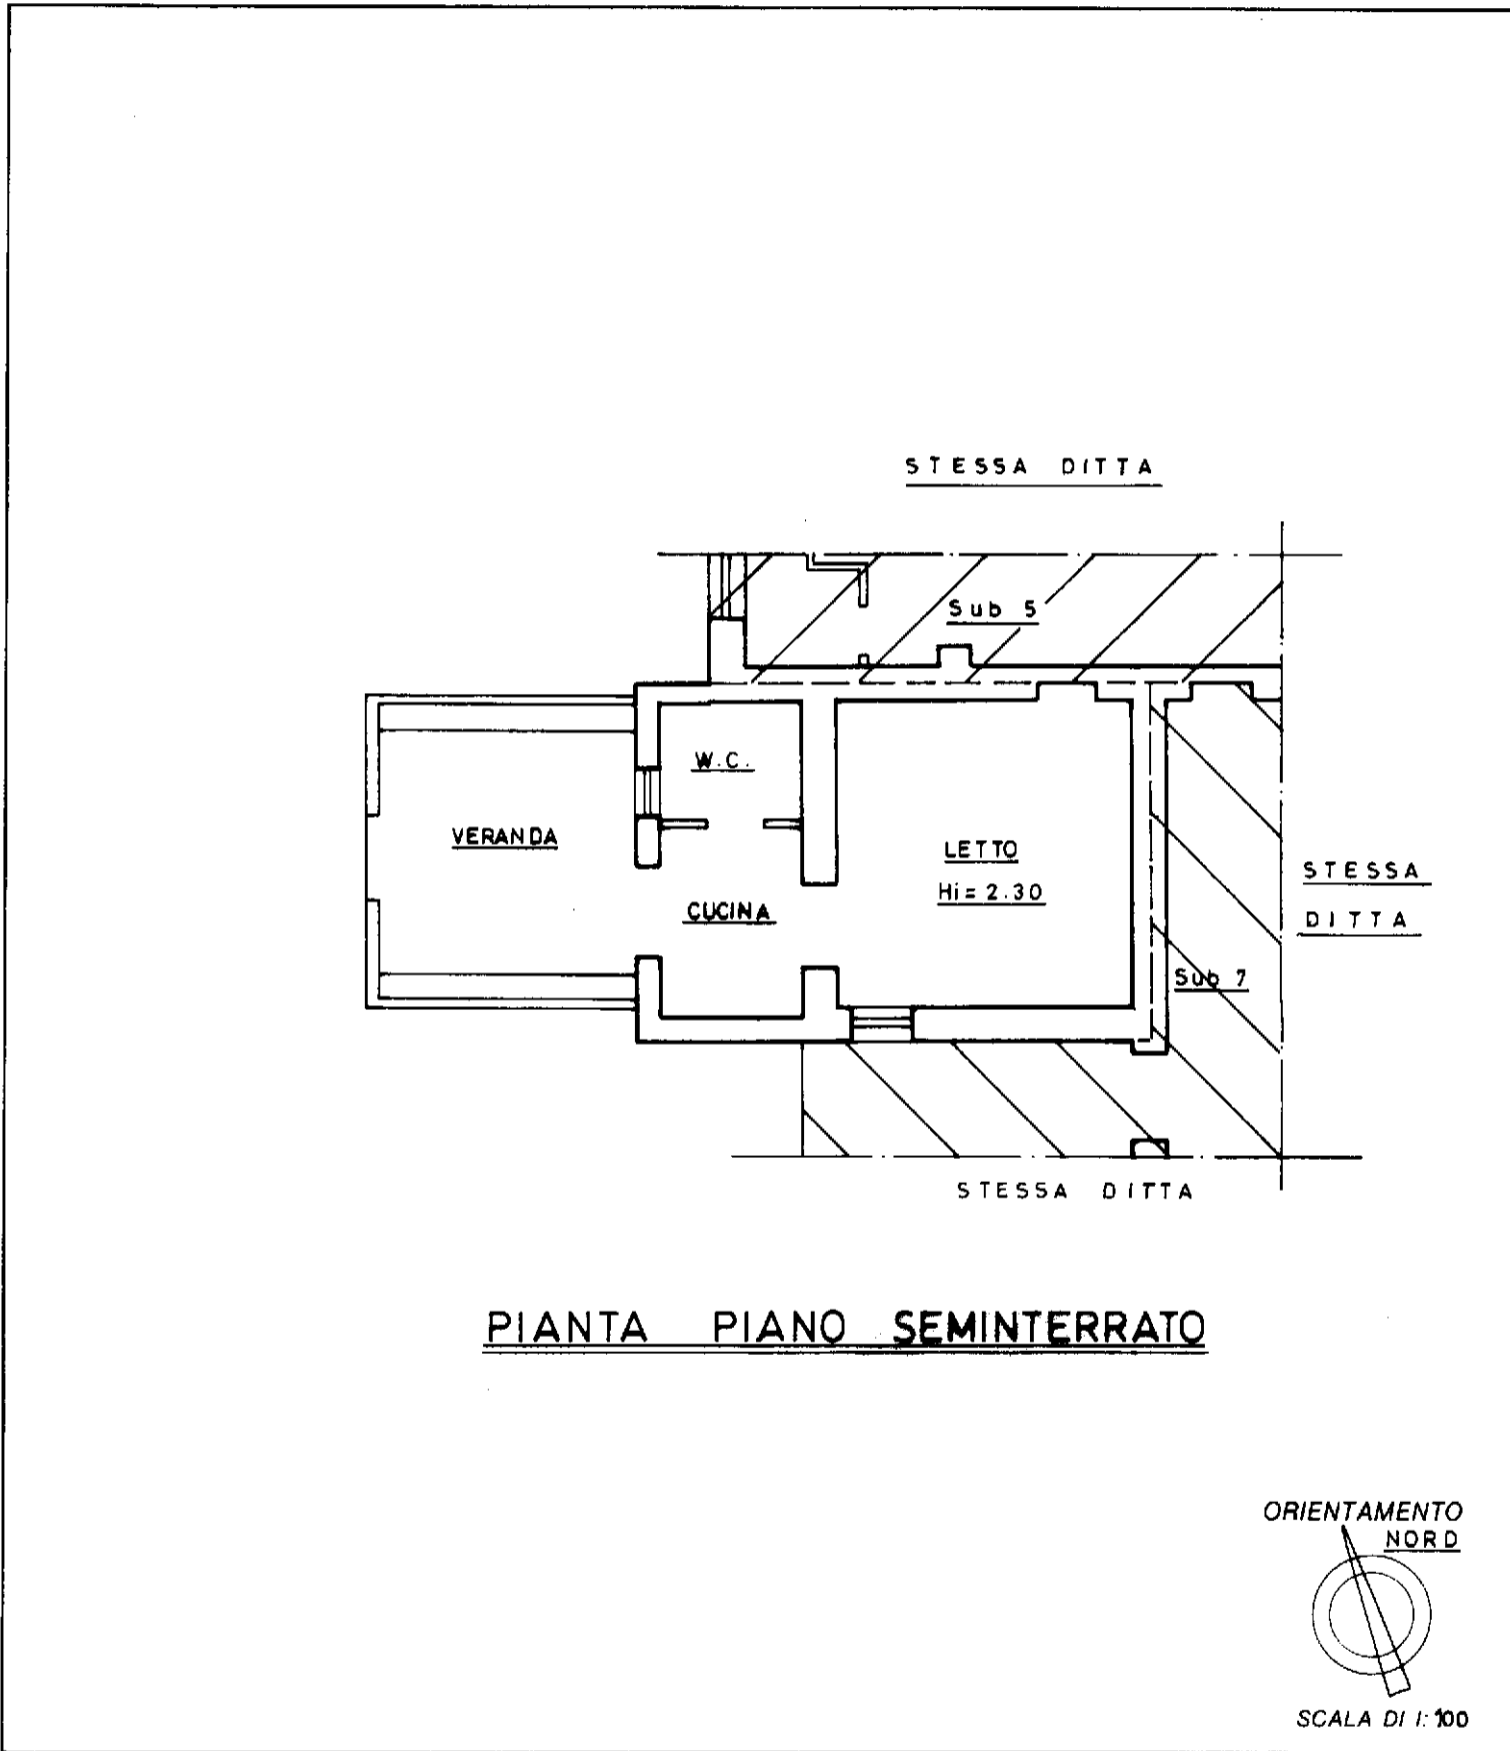 STESSA DITTA
Sub 5
W.C.
VERANDA
LETTO
Hi = 2.30
STESSA
DITTA
CUCINA
Sub 7
STESSA DITTA
PIANTA PIANO SEMINTERRATO
ORIENTAMENTO
NORD
SCALA DI I: 100